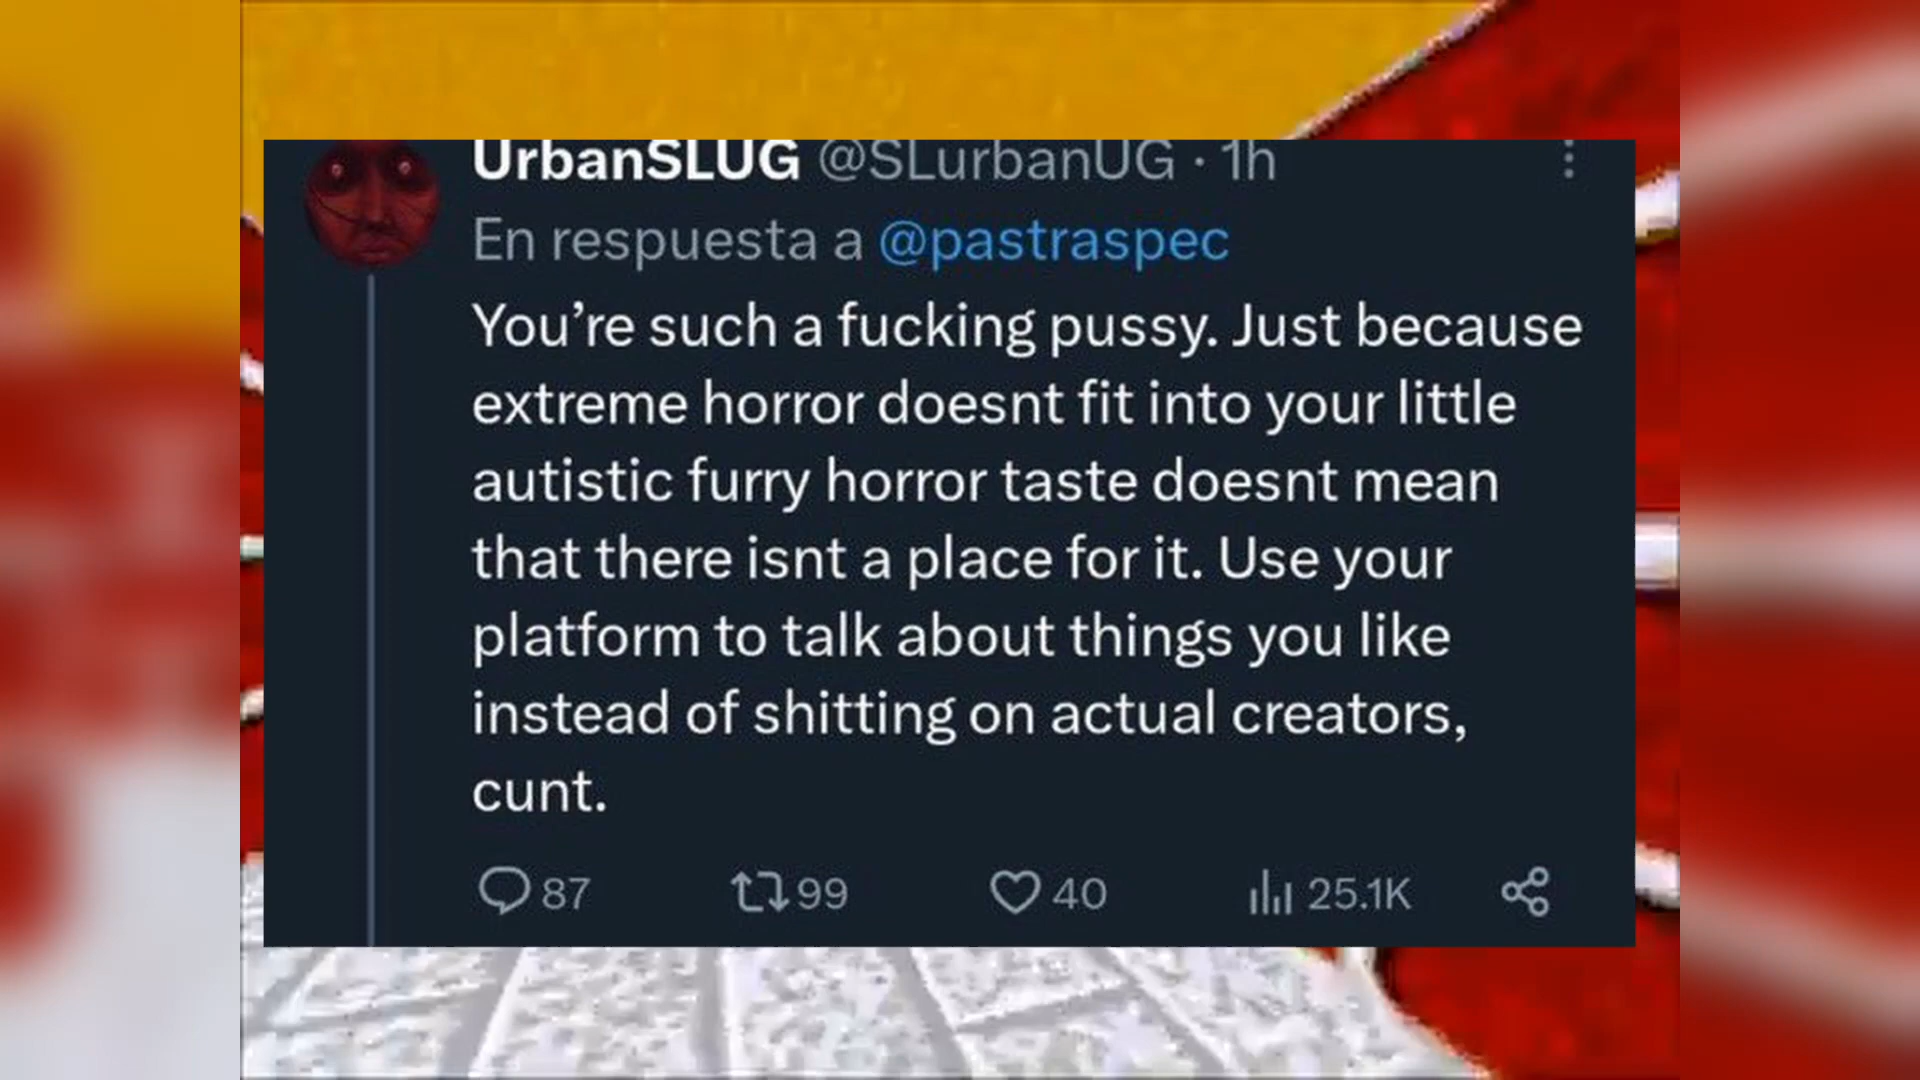 UrbanSLUG @SLurbanUG · 1h
En respuesta a @pastraspec
You’re such a fucking pussy. Just because
extreme horror doesnt fit into your little
autistic furry horror taste doesnt mean
that there isnt a place for it. Use your
platform to talk about things you like
instead of shitting on actual creators,
cunt.
87 99 40 25.1K